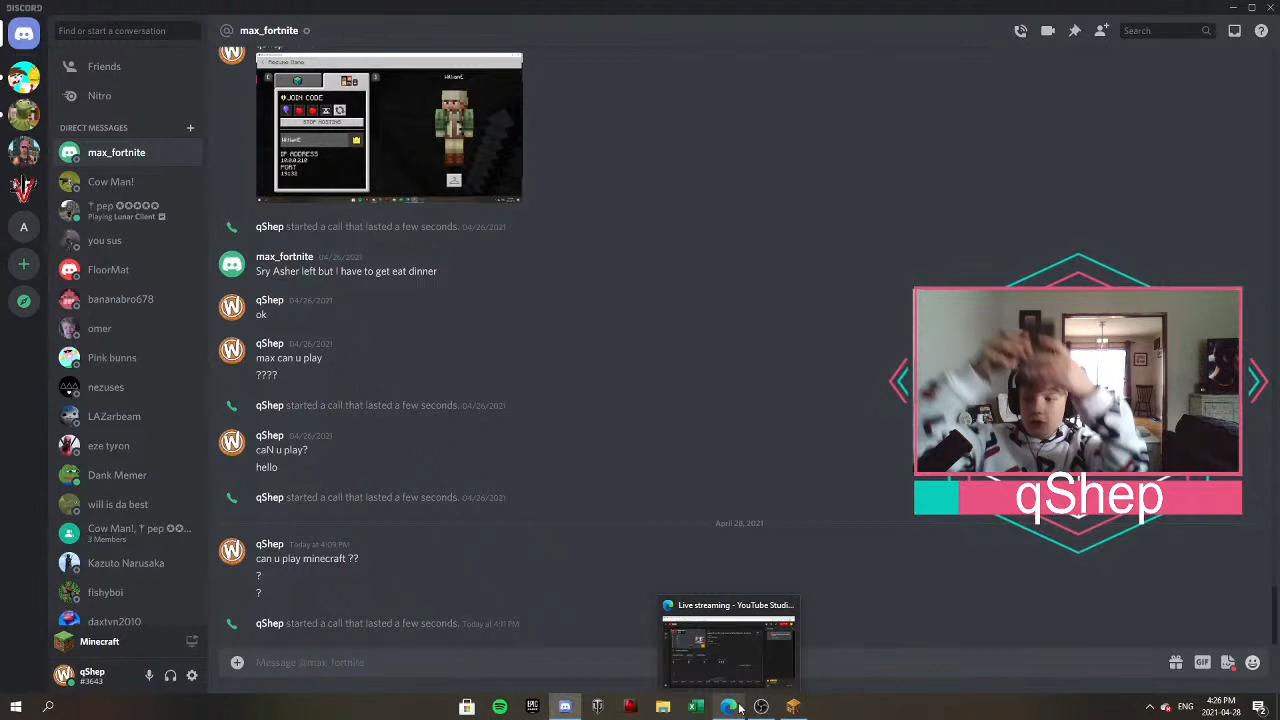 DISCORD
Find or start a conversation
max_fortnite
Search
Friends
Nitro
DIRECT MESSAGES
max_fortnite
Cow Man!
pep
Playing Lunar Client
you sus
FloorMat
bananabro678
omer
Pink bunns
nezuses
LAZarbeam
eze tyron
Dank Memer
will is da best
Cow Man!, pep
3 Members
Kazuto Narusaka
fishyboi
daxtvn2010
A
Minecraft
qShep
JOIN CODE
STOP HOSTING
IP ADDRESS
10.0.0.210
PORT
19132
qShep started a call that lasted a few seconds. 04/26/2021
max_fortnite 04/26/2021
Sry Asher left but I have to get eat dinner
qShep 04/26/2021
ok
qShep 04/26/2021
max can u play
????
qShep started a call that lasted a few seconds. 04/26/2021
qShep 04/26/2021
caN u play?
hello
qShep started a call that lasted a few seconds. 04/26/2021
April 28, 2021
qShep Today at 4:09 PM
can u play minecraft ??
?
?
qShep started a call that lasted a few seconds. Today at 4:11 PM
Message @max_fortnite
GIF
Live streaming - YouTube Studi...
qShep
EPIC
4:26 PM
2021-04-28